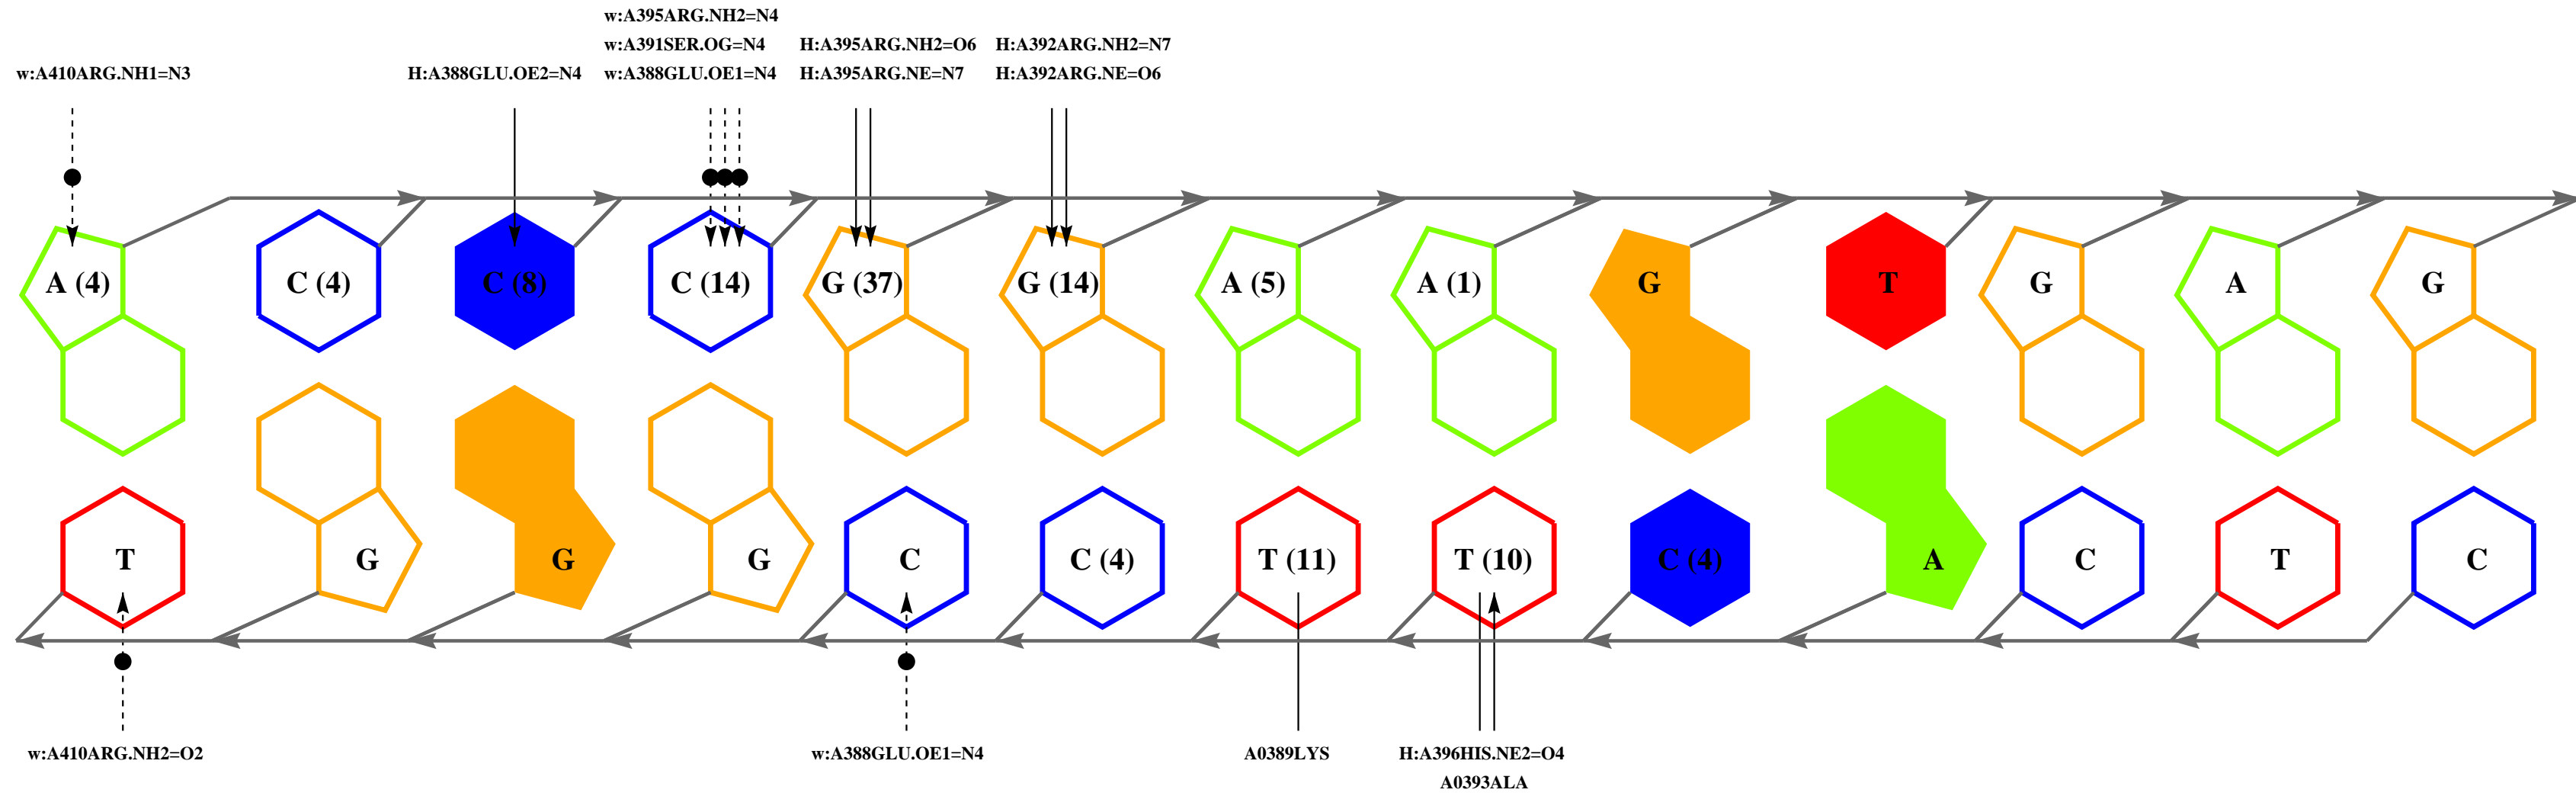 w:A395ARG.NH2=N4
w:A391SER.OG=N4 H:A395ARG.NH2=O6 H:A392ARG.NH2=N7
w:A410ARG.NH1=N3 H:A388GLU.OE2=N4 w:A388GLU.OE1=N4 H:A395ARG.NE=N7 H:A392ARG.NE=O6
A (4) C (4) C (8) C (14) G (37) G (14) A (5) A (1) G T G A G
T G G G C C (4) T (11) T (10) C (4) A C T C
w:A410ARG.NH2=O2 w:A388GLU.OE1=N4 A0389LYS H:A396HIS.NE2=O4
A0393ALA